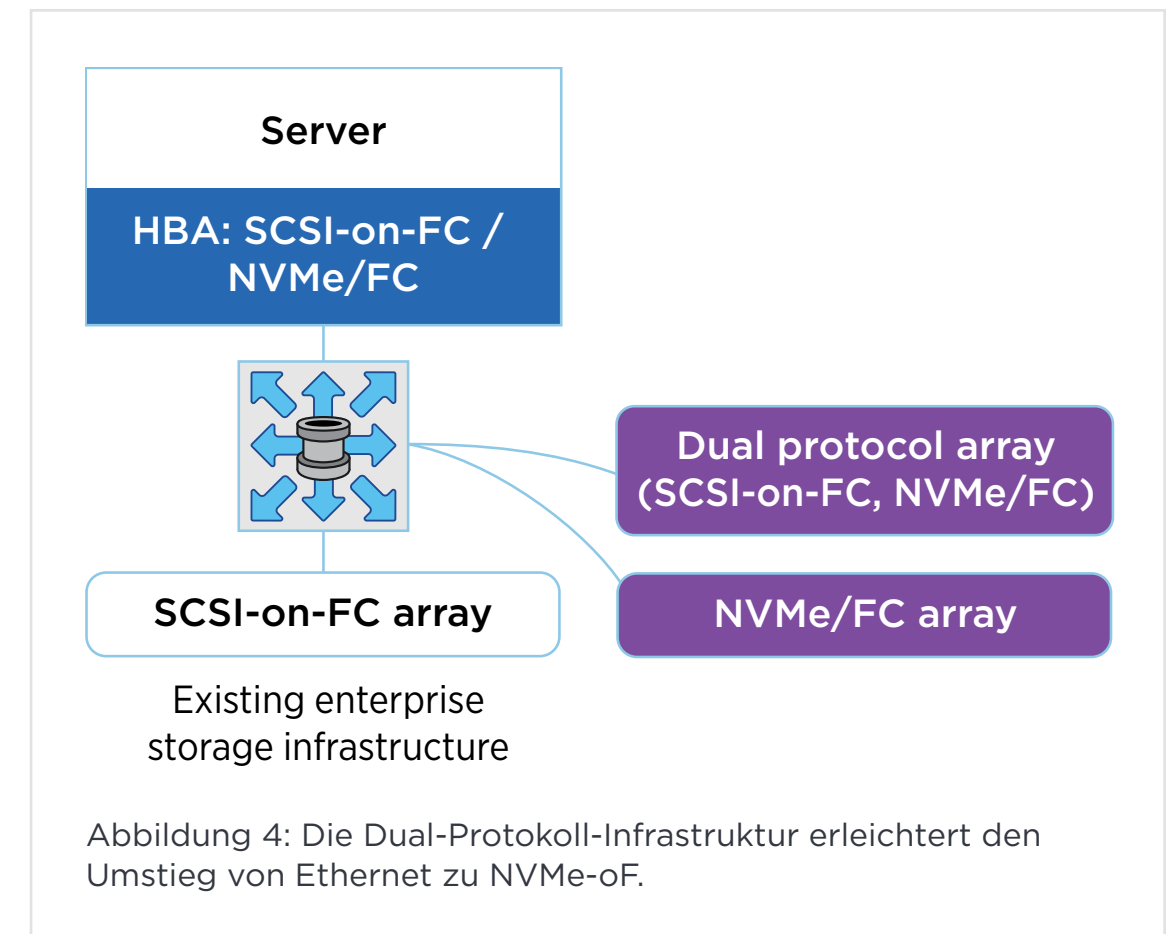 Server
HBA: SCSI-on-FC /
NVMe/FC
Dual protocol array
(SCSI-on-FC, NVMe/FC)
SCSI-on-FC array
NVMe/FC array
Existing enterprise
storage infrastructure
Abbildung 4: Die Dual-Protokoll-Infrastruktur erleichtert den
Umstieg von Ethernet zu NVMe-oF.